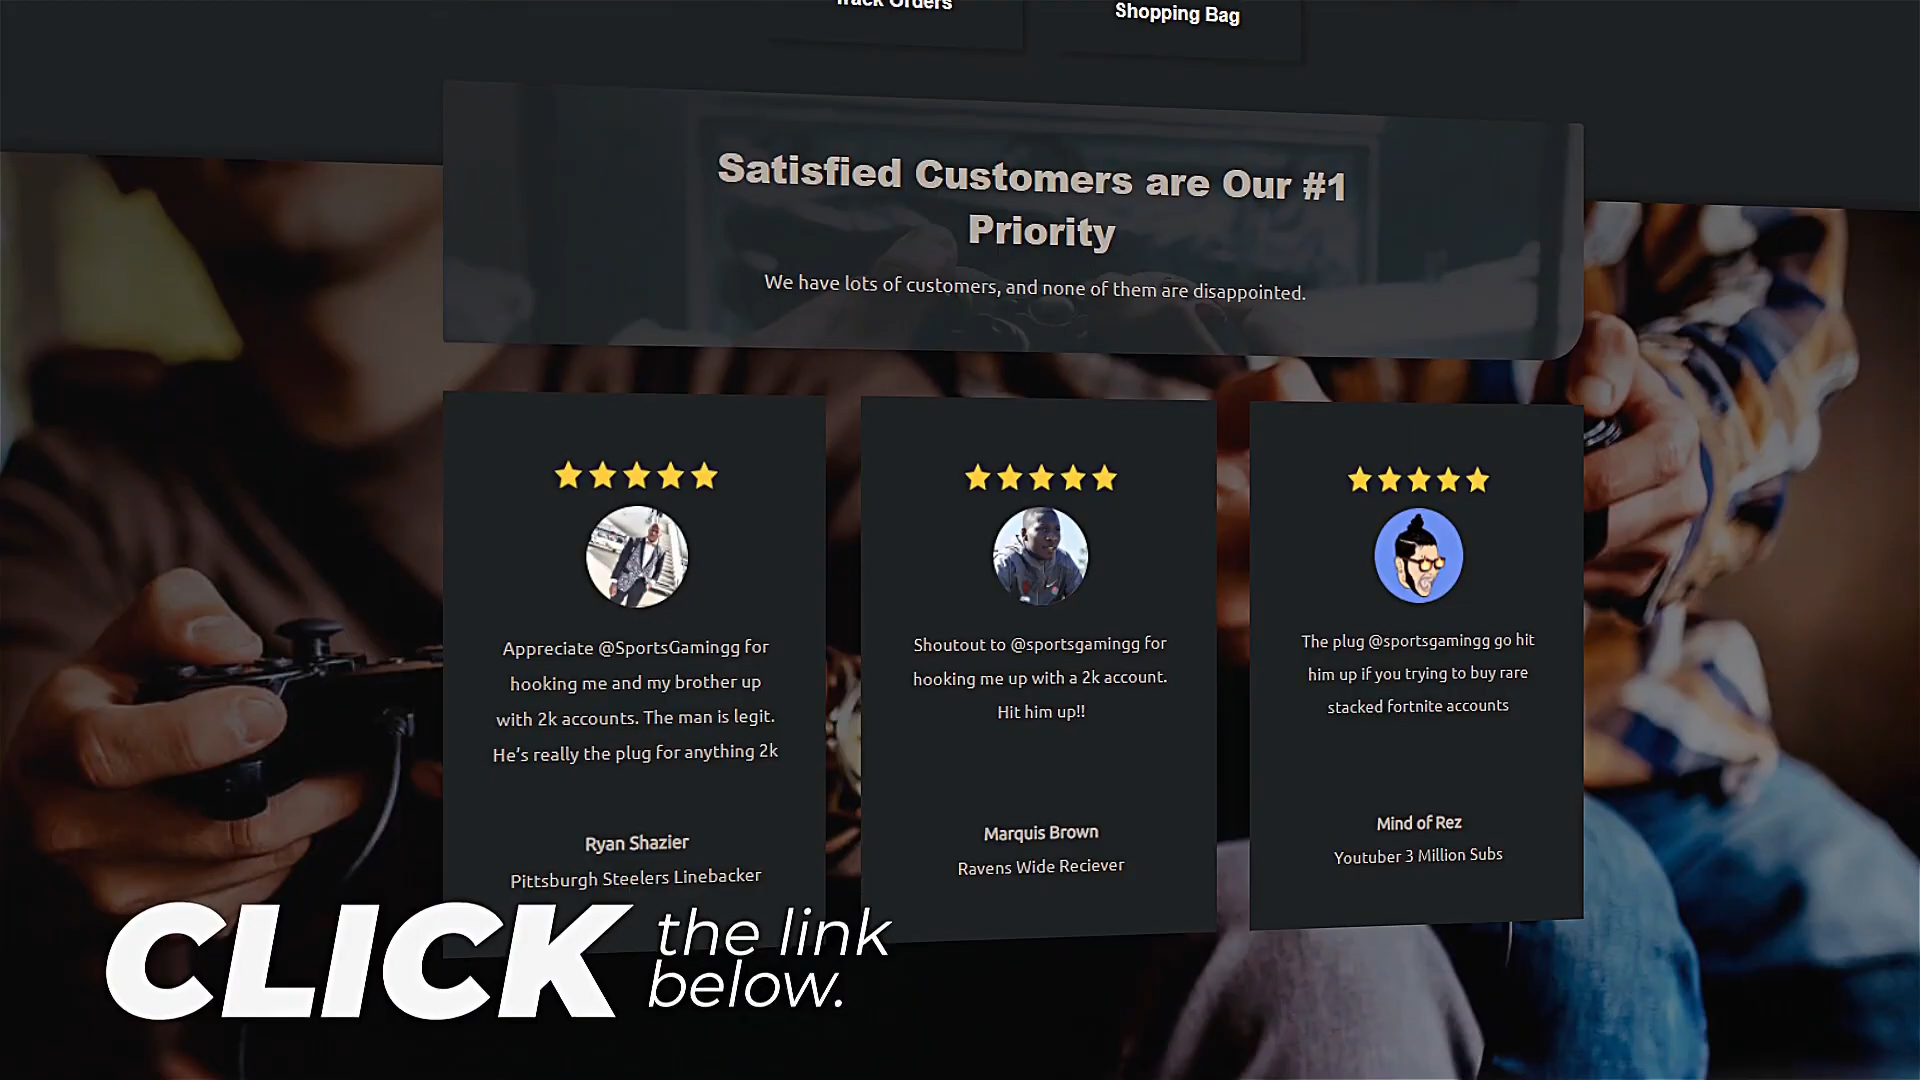 Track Orders
Shopping Bag
Satisfied Customers are Our #1
Priority
We have lots of customers, and none of them are disappointed.
Appreciate @SportsGamingg for
hooking me and my brother up
with 2k accounts. The man is legit.
He's really the plug for anything 2k
Ryan Shazier
Pittsburgh Steelers Linebacker
Shoutout to @sportsgamingg for
hooking me up with a 2k account.
Hit him up!!
Marquis Brown
Ravens Wide Reciever
The plug @sportsgamingg go hit
him up if you trying to buy rare
stacked fortnite accounts
Mind of Rez
Youtuber 3 Million Subs
CLICK the link
below.